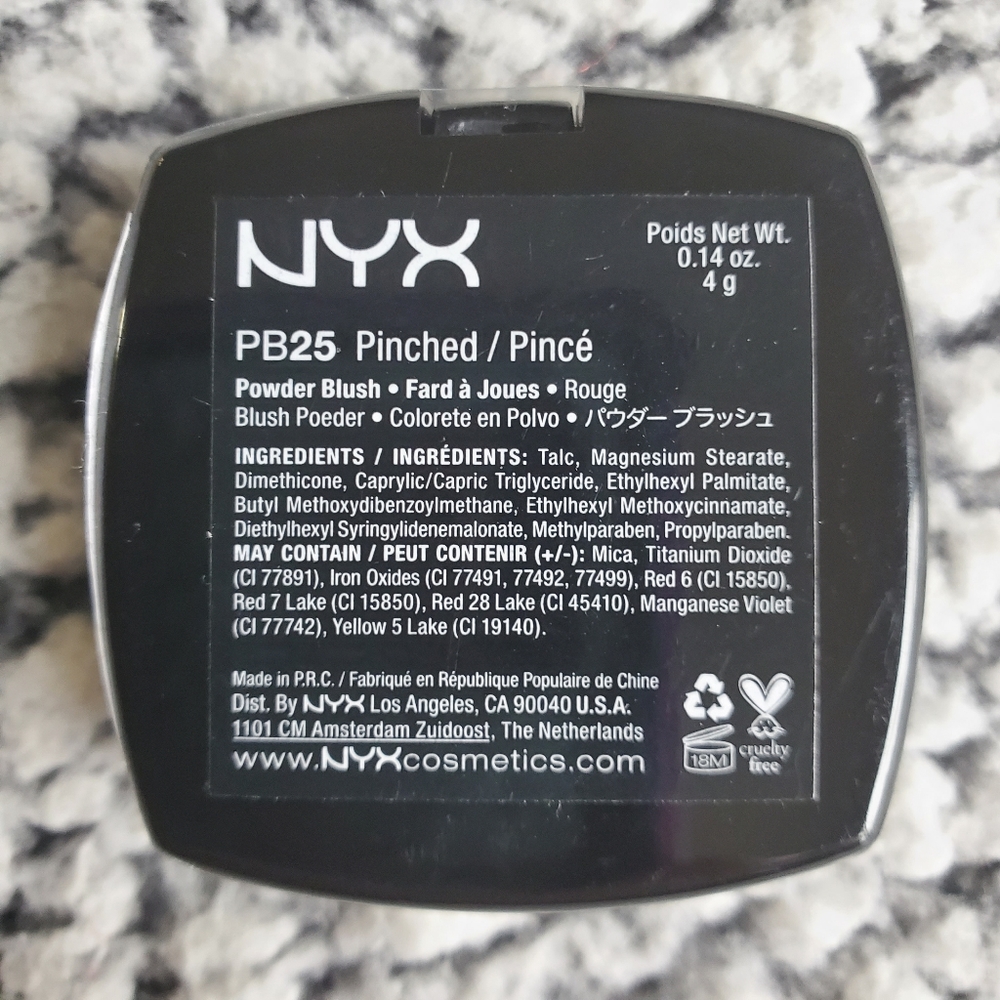 NYX
Poids Net Wt.
0.14 oz.
4 g
PB25 Pinched / Pincé
Powder Blush • Fard à Joues • Rouge
Blush Poeder • Colorete en Polvo • パウダー ブラッシュ
INGREDIENTS / INGRÉDIENTS: Talc, Magnesium Stearate,
Dimethicone, Caprylic/Capric Triglyceride, Ethylhexyl Palmitate,
Butyl Methoxydibenzoylmethane, Ethylhexyl Methoxycinnamate,
Diethylhexyl Syringylidenemalonate, Methylparaben, Propylparaben.
MAY CONTAIN / PEUT CONTENIR (+/-): Mica, Titanium Dioxide
(CI 77891), Iron Oxides (CI 77491, 77492, 77499), Red 6 (CI 15850),
Red 7 Lake (CI 15850), Red 28 Lake (CI 45410), Manganese Violet
(CI 77742), Yellow 5 Lake (CI 19140).
Made in P.R.C. / Fabriqué en République Populaire de Chine
Dist. By NYX Los Angeles, CA 90040 U.S.A.
1101 CM Amsterdam Zuidoost, The Netherlands
www.NYXcosmetics.com
18M
cruelty
free